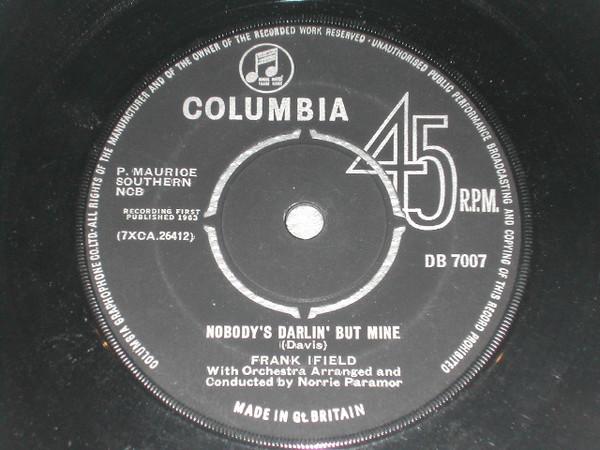 COLUMBIA GRAPHOPHONE CO. LTD·ALL RIGHTS OF THE MANUFACTURER AND OF THE OWNER OF THE RECORDED WORK RESERVED·UNAUTHORISED PUBLIC PERFORMANCE BROADCASTING AND COPYING OF THIS RECORD PROHIBITED
COLUMBIA
45
R.P.M.
P. MAURICE
SOUTHERN
NCB
RECORDING FIRST
PUBLISHED 1963
(7XCA.26412)
DB 7007
NOBODY'S DARLIN' BUT MINE
(Davis)
FRANK IFIELD
With Orchestra Arranged and
Conducted by Norrie Paramor
MADE IN Gt. BRITAIN